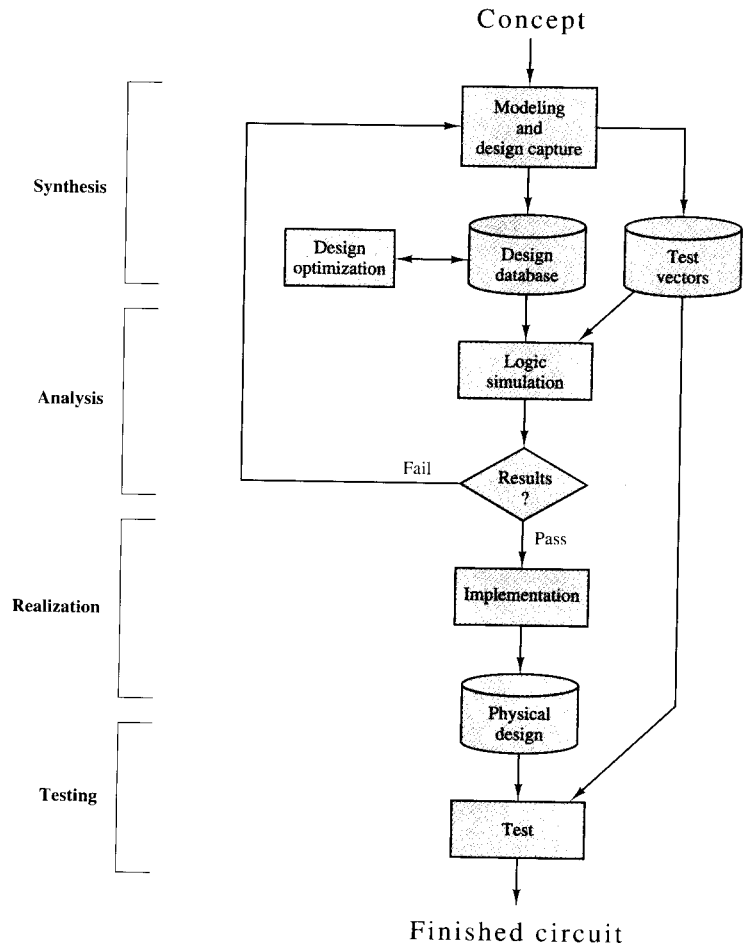 Concept
Modeling
and
design capture
Synthesis
Design
optimization
Design
database
Test
vectors
Analysis
Logic
simulation
Fail
Results
?
Pass
Realization
Implementation
Physical
design
Testing
Test
Finished circuit